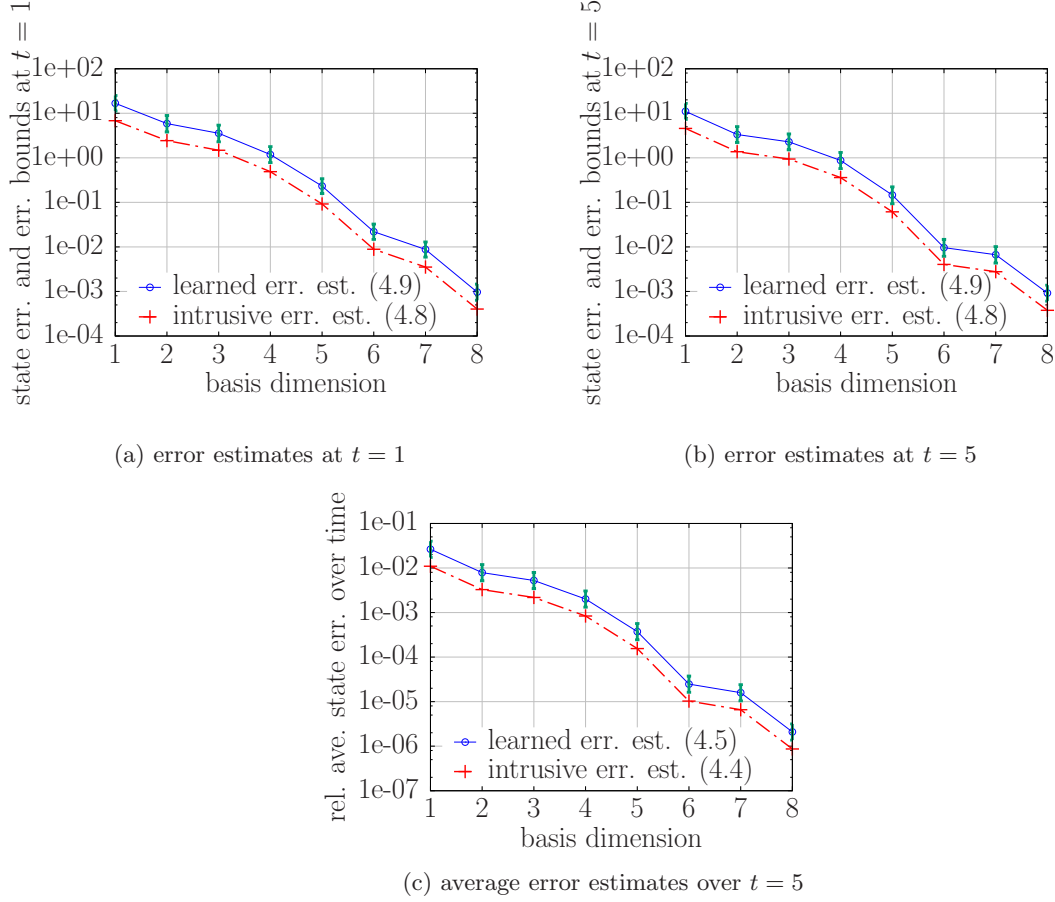 state err. and err. bounds at t = 1
1e+02
1e+01
1e+00
1e-01
1e-02
1e-03
1e-04
learned err. est. (4.9)
intrusive err. est. (4.8)
1 2 3 4 5 6 7 8
basis dimension
(a) error estimates at t = 1
state err. and err. bounds at t = 5
1e+02
1e+01
1e+00
1e-01
1e-02
1e-03
1e-04
learned err. est. (4.9)
intrusive err. est. (4.8)
1 2 3 4 5 6 7 8
basis dimension
(b) error estimates at t = 5
rel. ave. state err. over time
1e-01
1e-02
1e-03
1e-04
1e-05
1e-06
1e-07
learned err. est. (4.5)
intrusive err. est. (4.4)
1 2 3 4 5 6 7 8
basis dimension
(c) average error estimates over t = 5